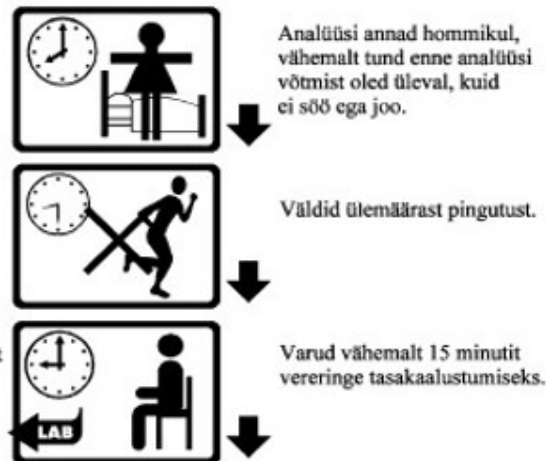 Analüüsi annad hommikul,
vähemalt tund enne analüüsi
võtmist oled üleval, kuid
ei söö ega joo.
Väldid ülemäärast pingutust.
Varud vähemalt 15 minutit
vereringe tasakaalustumiseks.
LAB